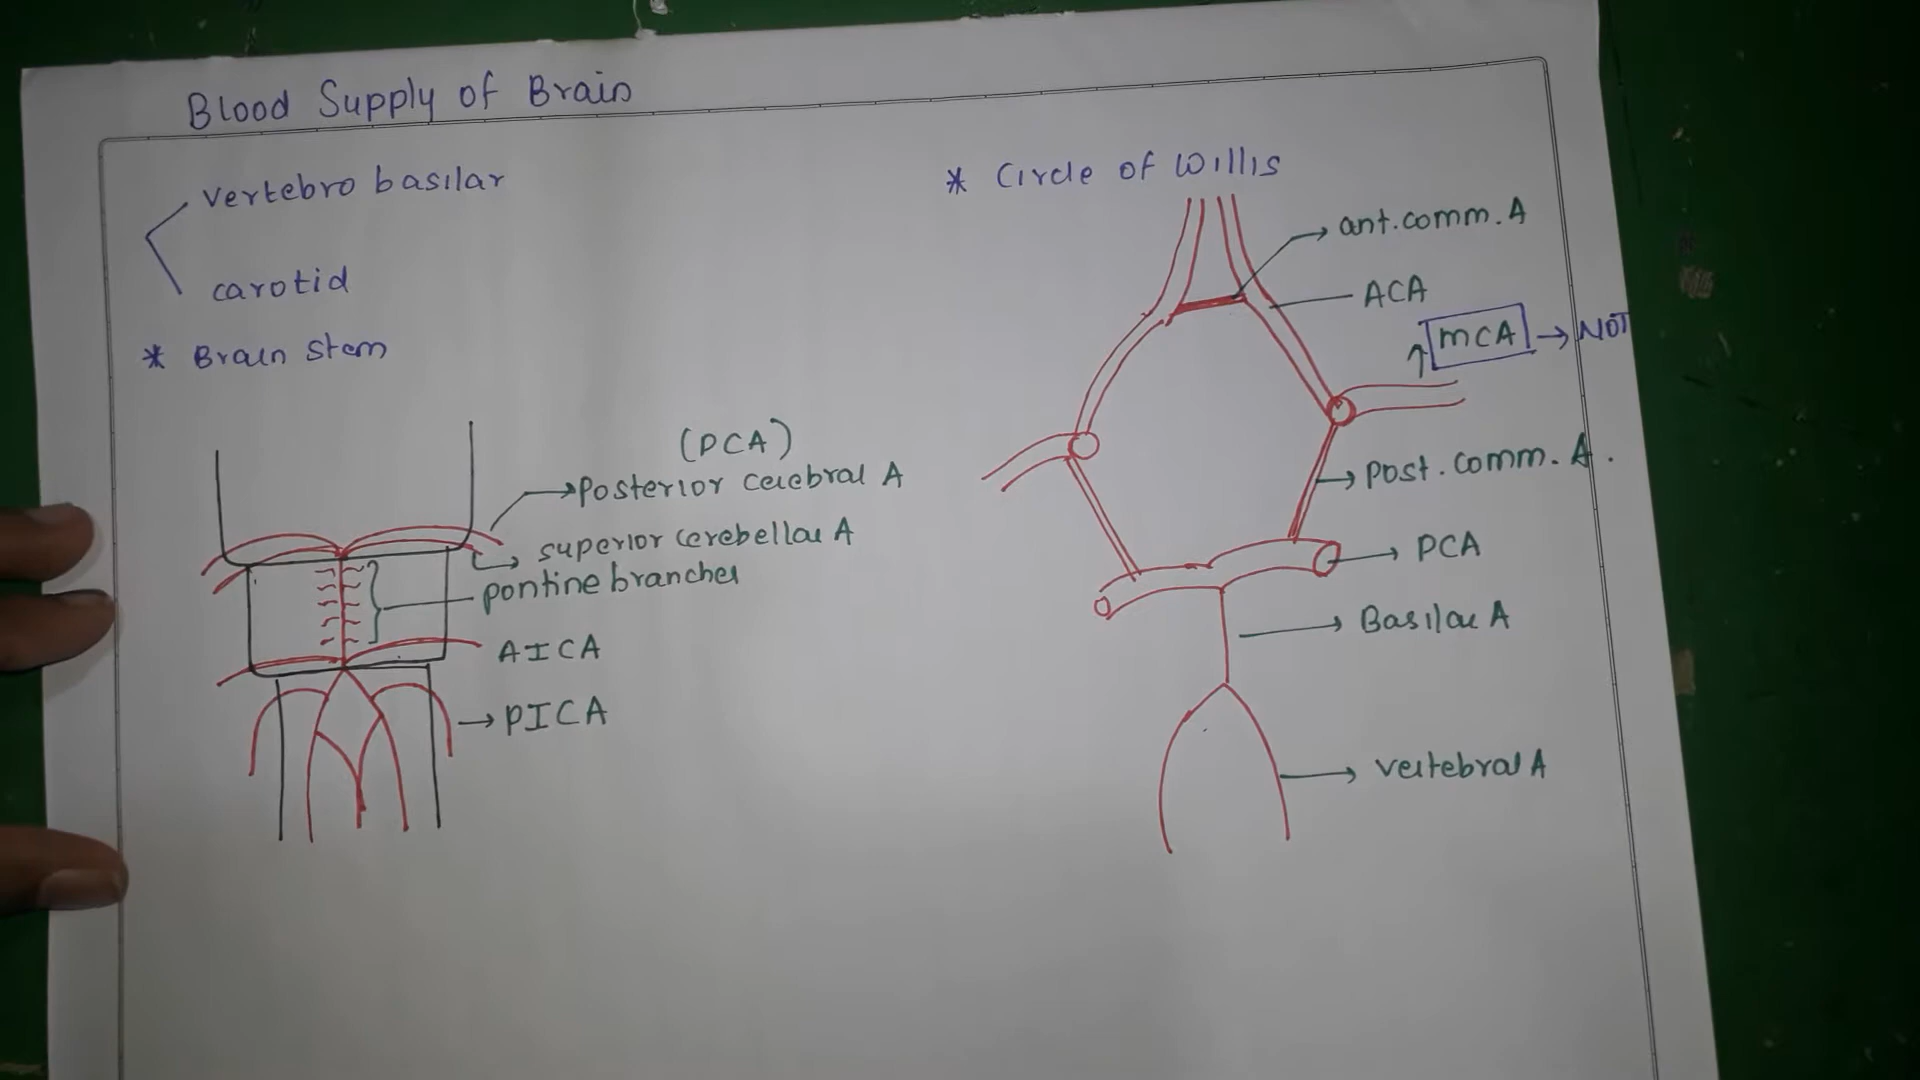 Blood Supply of Brain
vertebro basilar
carotid
* Brain stem
(PCA)
posterior cerebral A
superior cerebellar A
pontine branches
AICA
PICA
* Circle of Willis
ant.comm.A
ACA
MCA → NOT
post.comm.A.
PCA
Basilar A
vertebral A